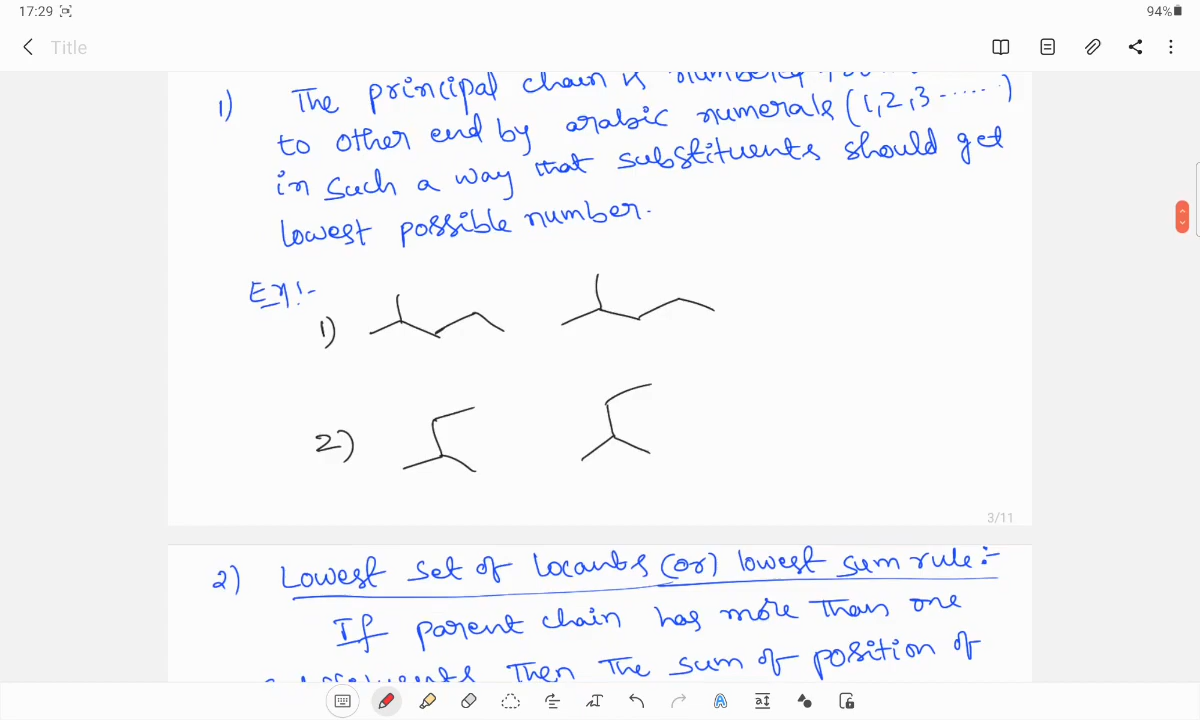 17:29
94%
Title
1) The principal chain is
to other end by arabic numerals (1,2,3 ......)
in such a way that substituents should get
lowest possible number.
Ex:-
1)
2)
3/11
2) Lowest set of locants (or) lowest sum rule:-
If parent chain has more than one
Then the sum of position of